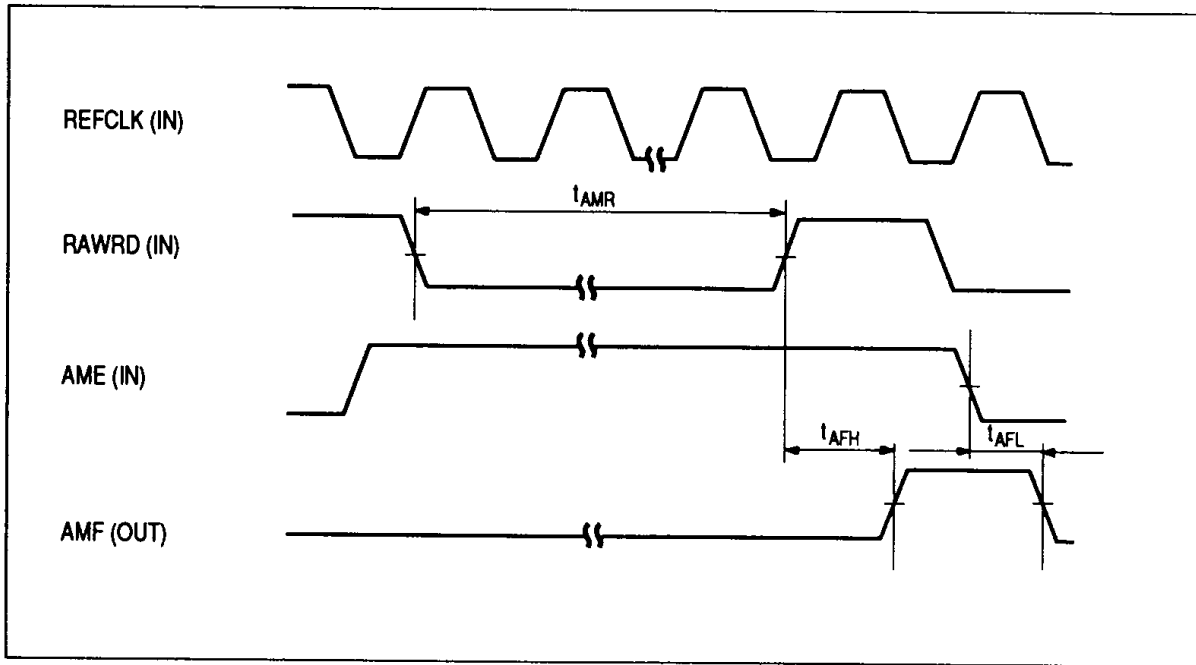 REFCLK (IN)
tAMR
RAWRD (IN)
AME (IN)
tAFH
tAFL
AMF (OUT)